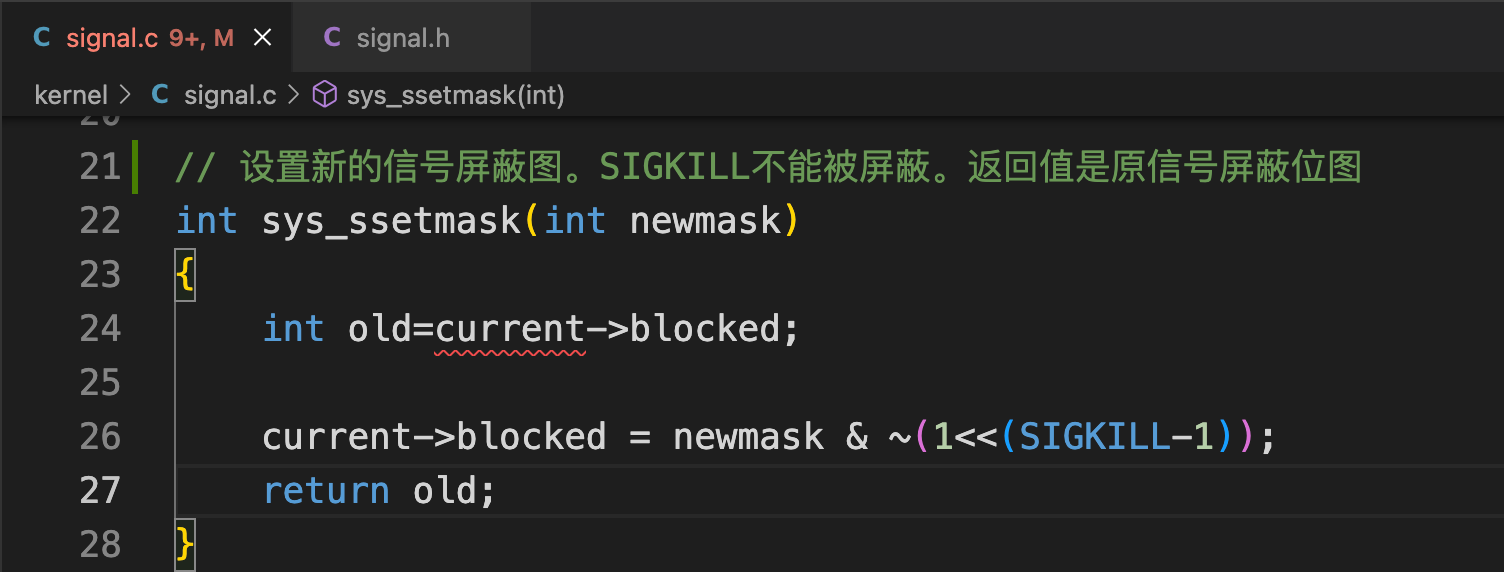 C signal.c 9+, M × C signal.h
kernel > C signal.c > sys_ssetmask(int)
21 // 设置新的信号屏蔽图。SIGKILL不能被屏蔽。返回值是原信号屏蔽位图
22 int sys_ssetmask(int newmask)
23 {
24 int old=current->blocked;
25
26 current->blocked = newmask & ~(1<<(SIGKILL-1));
27 return old;
28 }